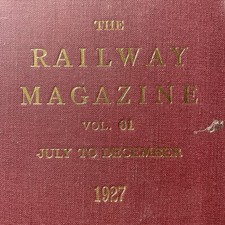 THE
RAILWAY
MAGAZINE
VOL. 61
JULY TO DECEMBER
1927